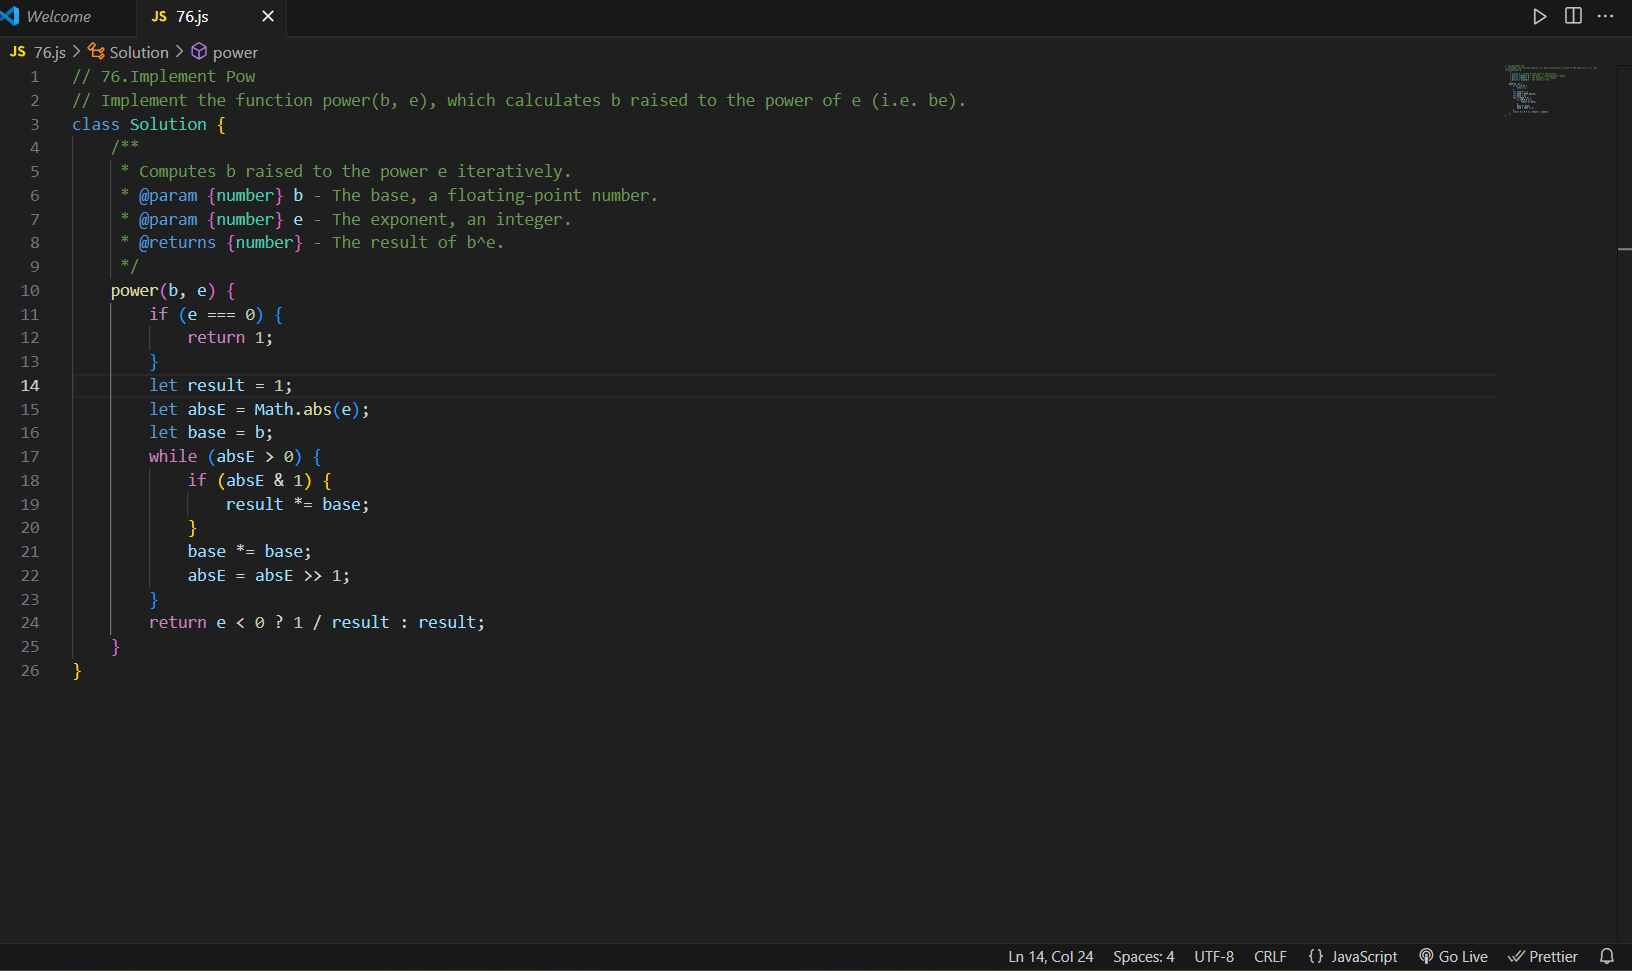 Welcome JS 76.js
JS 76.js > Solution > power
1 // 76.Implement Pow
2 // Implement the function power(b, e), which calculates b raised to the power of e (i.e. be).
3 class Solution {
4 /**
5 * Computes b raised to the power e iteratively.
6 * @param {number} b - The base, a floating-point number.
7 * @param {number} e - The exponent, an integer.
8 * @returns {number} - The result of b^e.
9 */
10 power(b, e) {
11 if (e === 0) {
12 return 1;
13 }
14 let result = 1;
15 let absE = Math.abs(e);
16 let base = b;
17 while (absE > 0) {
18 if (absE & 1) {
19 result *= base;
20 }
21 base *= base;
22 absE = absE >> 1;
23 }
24 return e < 0 ? 1 / result : result;
25 }
26 }
Ln 14, Col 24 Spaces: 4 UTF-8 CRLF {} JavaScript Go Live Prettier